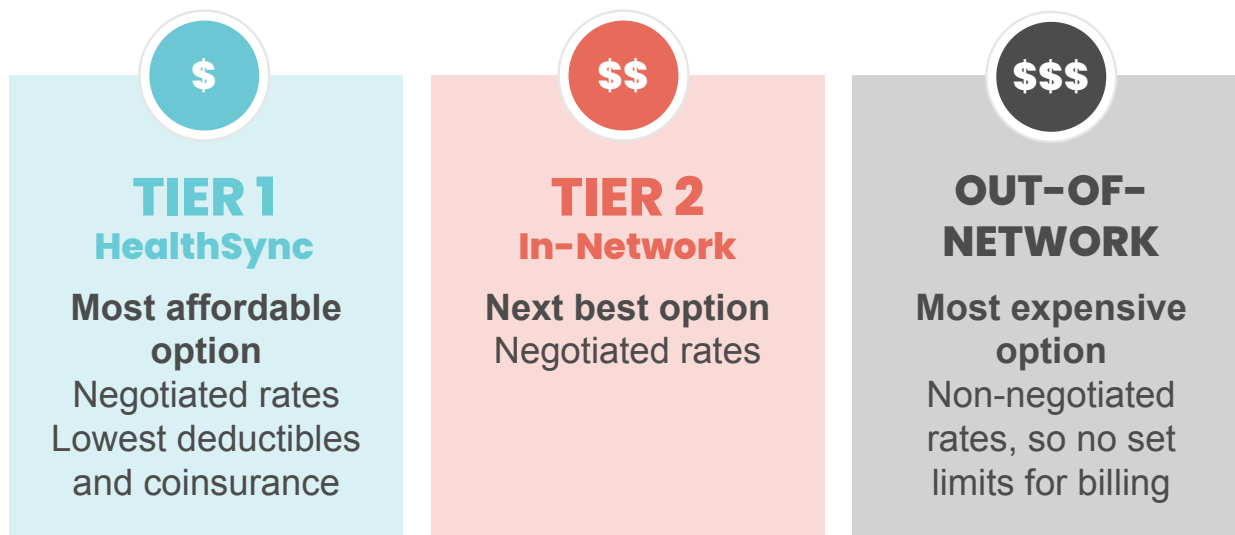 $
TIER 1
HealthSync
Most affordable
option
Negotiated rates
Lowest deductibles
and coinsurance
$$
TIER 2
In-Network
Next best option
Negotiated rates
$$$
OUT-OF-
NETWORK
Most expensive
option
Non-negotiated
rates, so no set
limits for billing